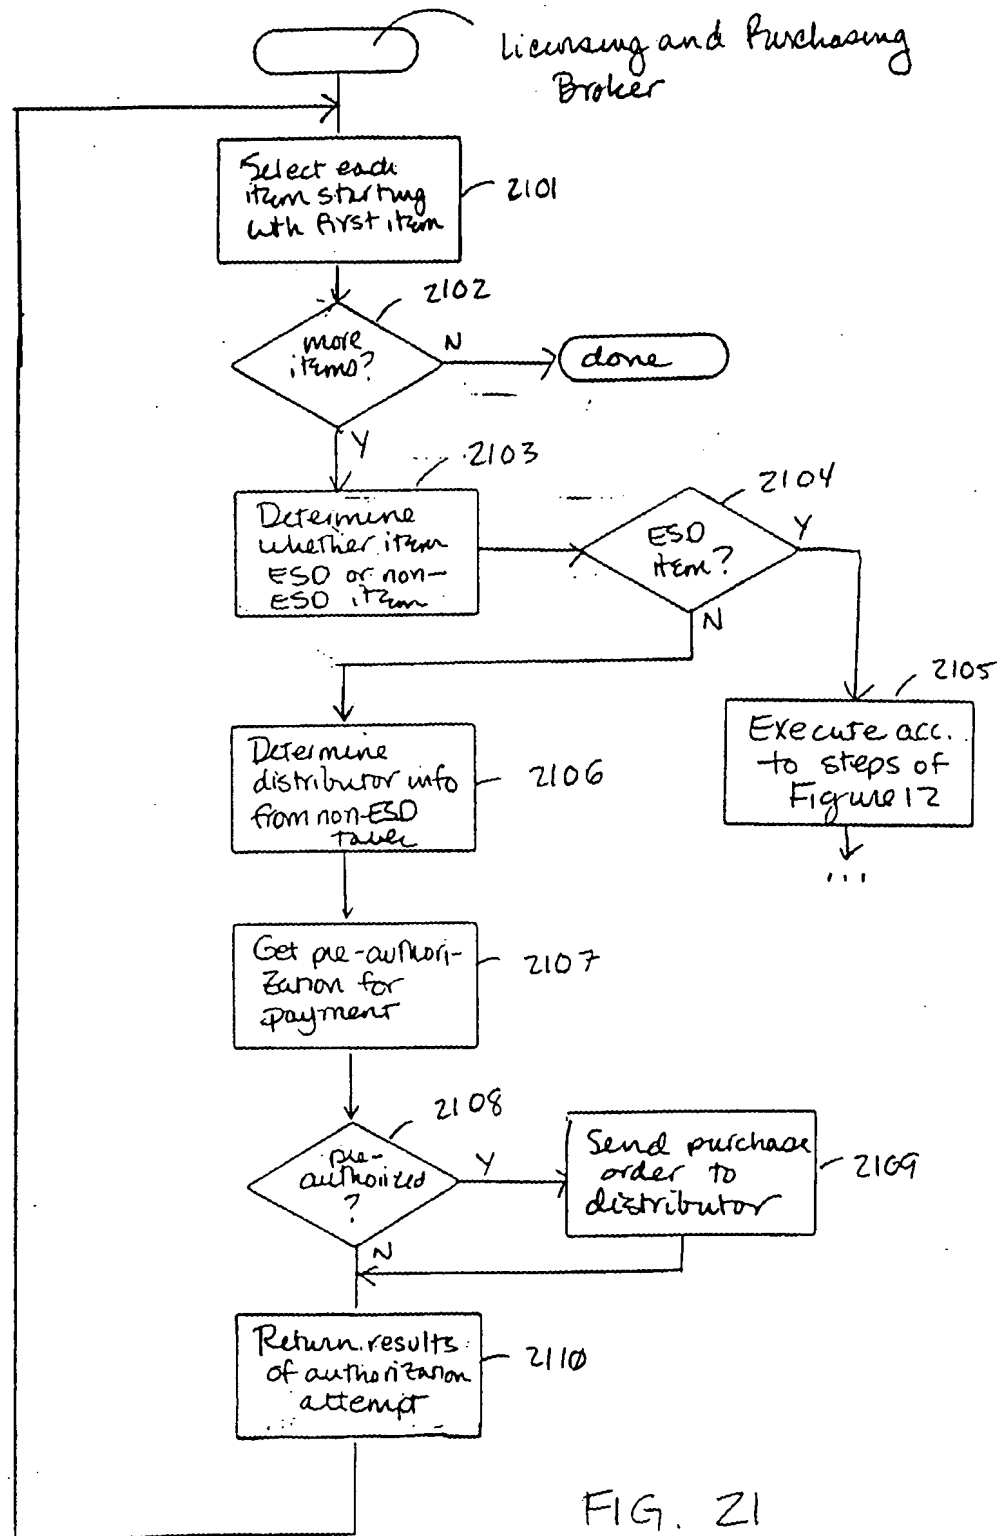 Licensing and Purchasing
Broker
Select each
item starting
with first item
2101
2102
more
items?
N
done
Y
2103
Determine
whether item
ESD or non-
ESD item
2104
ESD
item?
Y
N
2105
Execute acc.
to steps of
Figure 12
...
Determine
distributor info
from non-ESD
table
2106
Get pre-authori-
zation for
payment
2107
2108
pre-
authorized
?
Y
N
Send purchase
order to
distributor
2109
Return results
of authorization
attempt
2110
FIG. 21